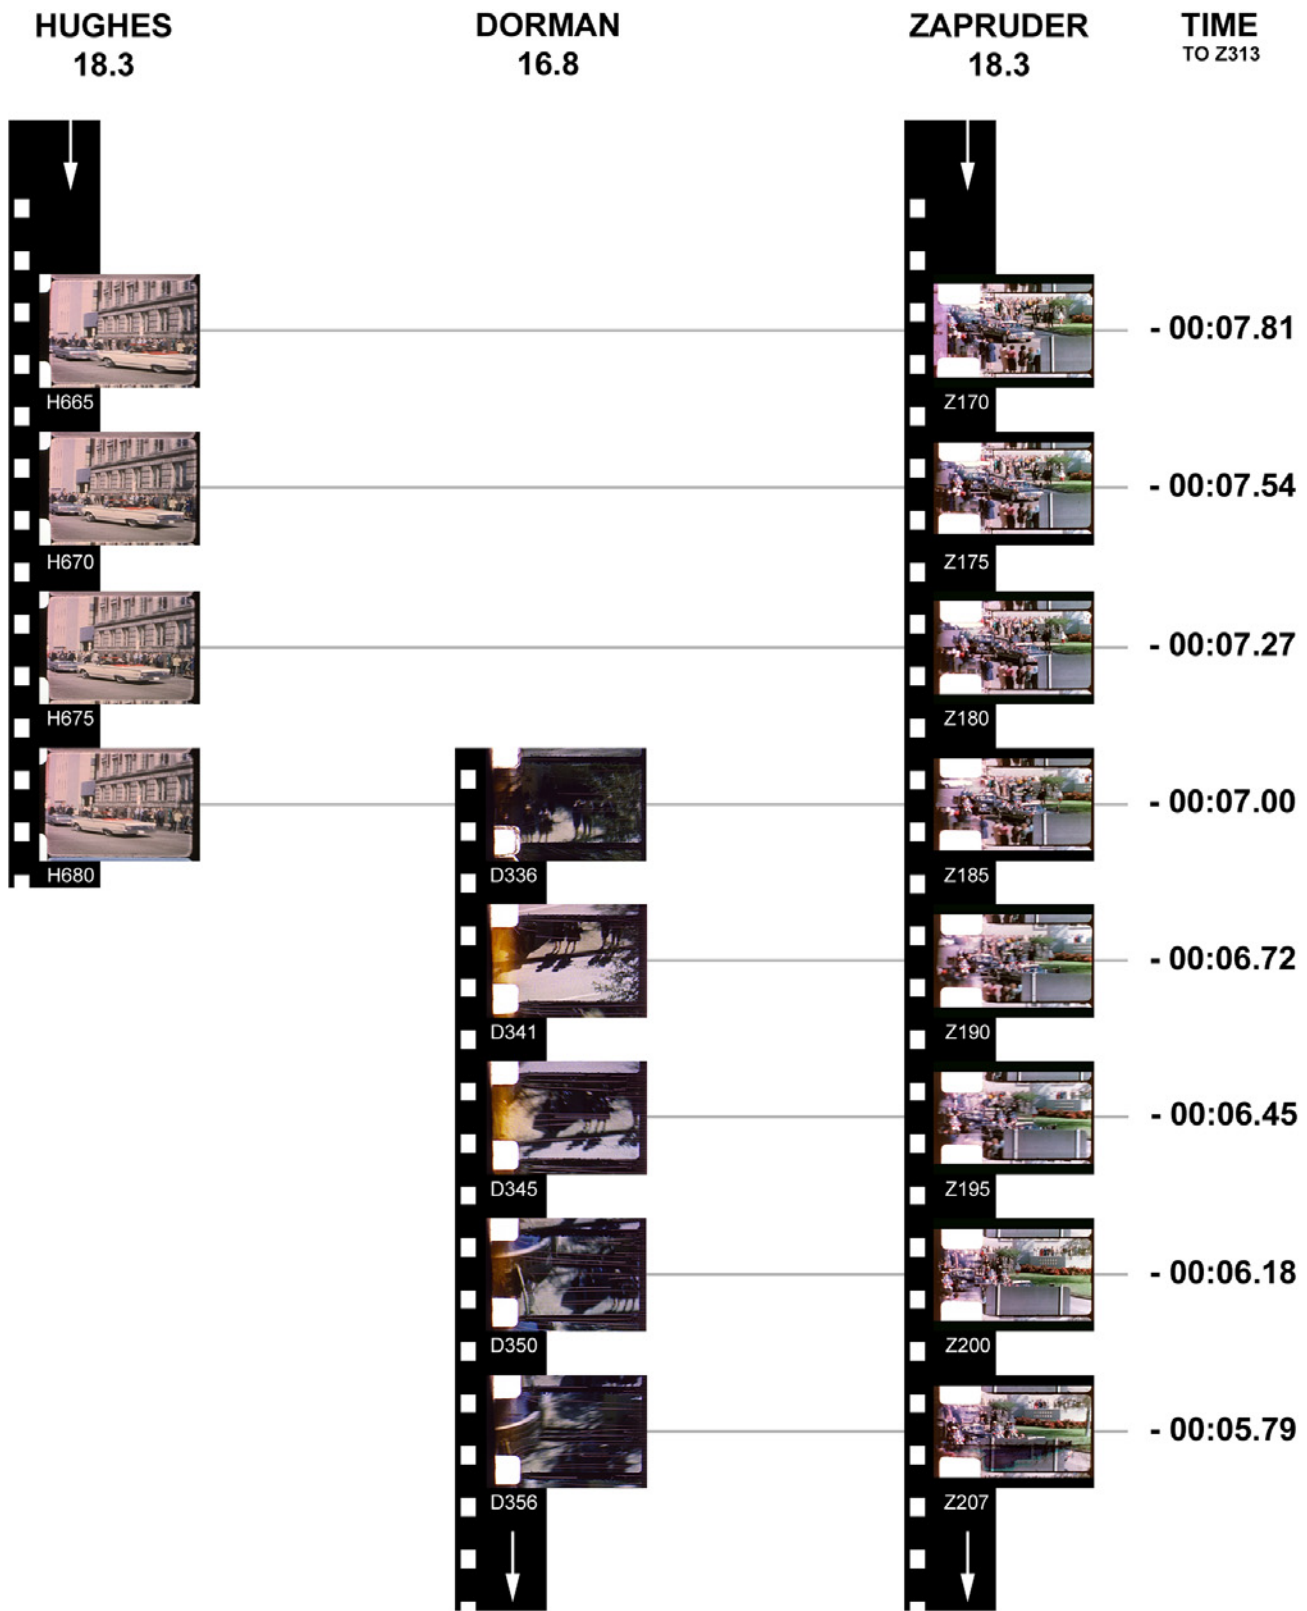 HUGHES
18.3
DORMAN
16.8
ZAPRUDER
18.3
TIME
TO Z313
H665
Z170
- 00:07.81
H670
Z175
- 00:07.54
H675
Z180
- 00:07.27
H680
D336
Z185
- 00:07.00
D341
Z190
- 00:06.72
D345
Z195
- 00:06.45
D350
Z200
- 00:06.18
D356
Z207
- 00:05.79